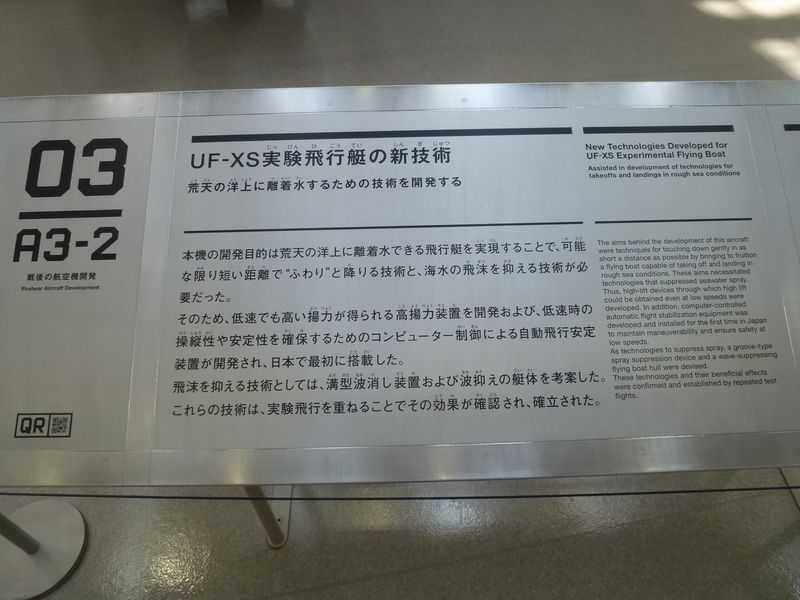 03
A3-2
戦後の航空機開発
Postwar Aircraft Development
QR
UF-XS実験飛行艇の新技術
荒天の洋上に離着水するための技術を開発する
本機の開発目的は荒天の洋上に離着水できる飛行艇を実現することで、可能
な限り短い距離で“ふわり”と降りる技術と、海水の飛沫を抑える技術が必
要だった。
そのため、低速でも高い揚力が得られる高揚力装置を開発および、低速時の
操縦性や安定性を確保するためのコンピューター制御による自動飛行安定
装置が開発され、日本で最初に搭載した。
飛沫を抑える技術としては、溝型波消し装置および波抑えの艇体を考案した。
これらの技術は、実験飛行を重ねることでその効果が確認され、確立された。
New Technologies Developed for
UF-XS Experimental Flying Boat
Assisted in development of technologies for
takeoffs and landings in rough sea conditions
The aims behind the development of this aircraft
were techniques for touching down gently in as
short a distance as possible by bringing to fruition
a flying boat capable of taking off and landing in
rough sea conditions. These aims necessitated
technologies that suppressed seawater spray.
Thus, high-lift devices through which high lift
could be obtained even at low speeds were
developed. In addition, computer-controlled
automatic flight stabilization equipment was
developed and installed for the first time in Japan
to maintain maneuverability and ensure safety at
low speeds.
As technologies to suppress spray, a groove-type
spray suppression device and a wave-suppressing
flying boat hull were devised.
These technologies and their beneficial effects
were confirmed and established by repeated test
flights.